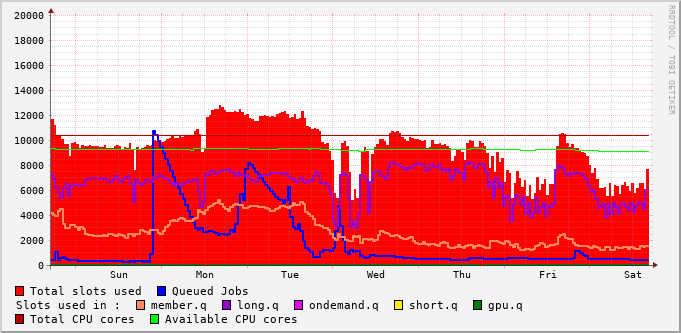 RRDTOOL / TOBI OETIKER
20000
18000
16000
14000
12000
10000
8000
6000
4000
2000
0
Sun Mon Tue Wed Thu Fri Sat
Total slots used Queued Jobs
Slots used in : member.q long.q ondemand.q short.q gpu.q
Total CPU cores Available CPU cores